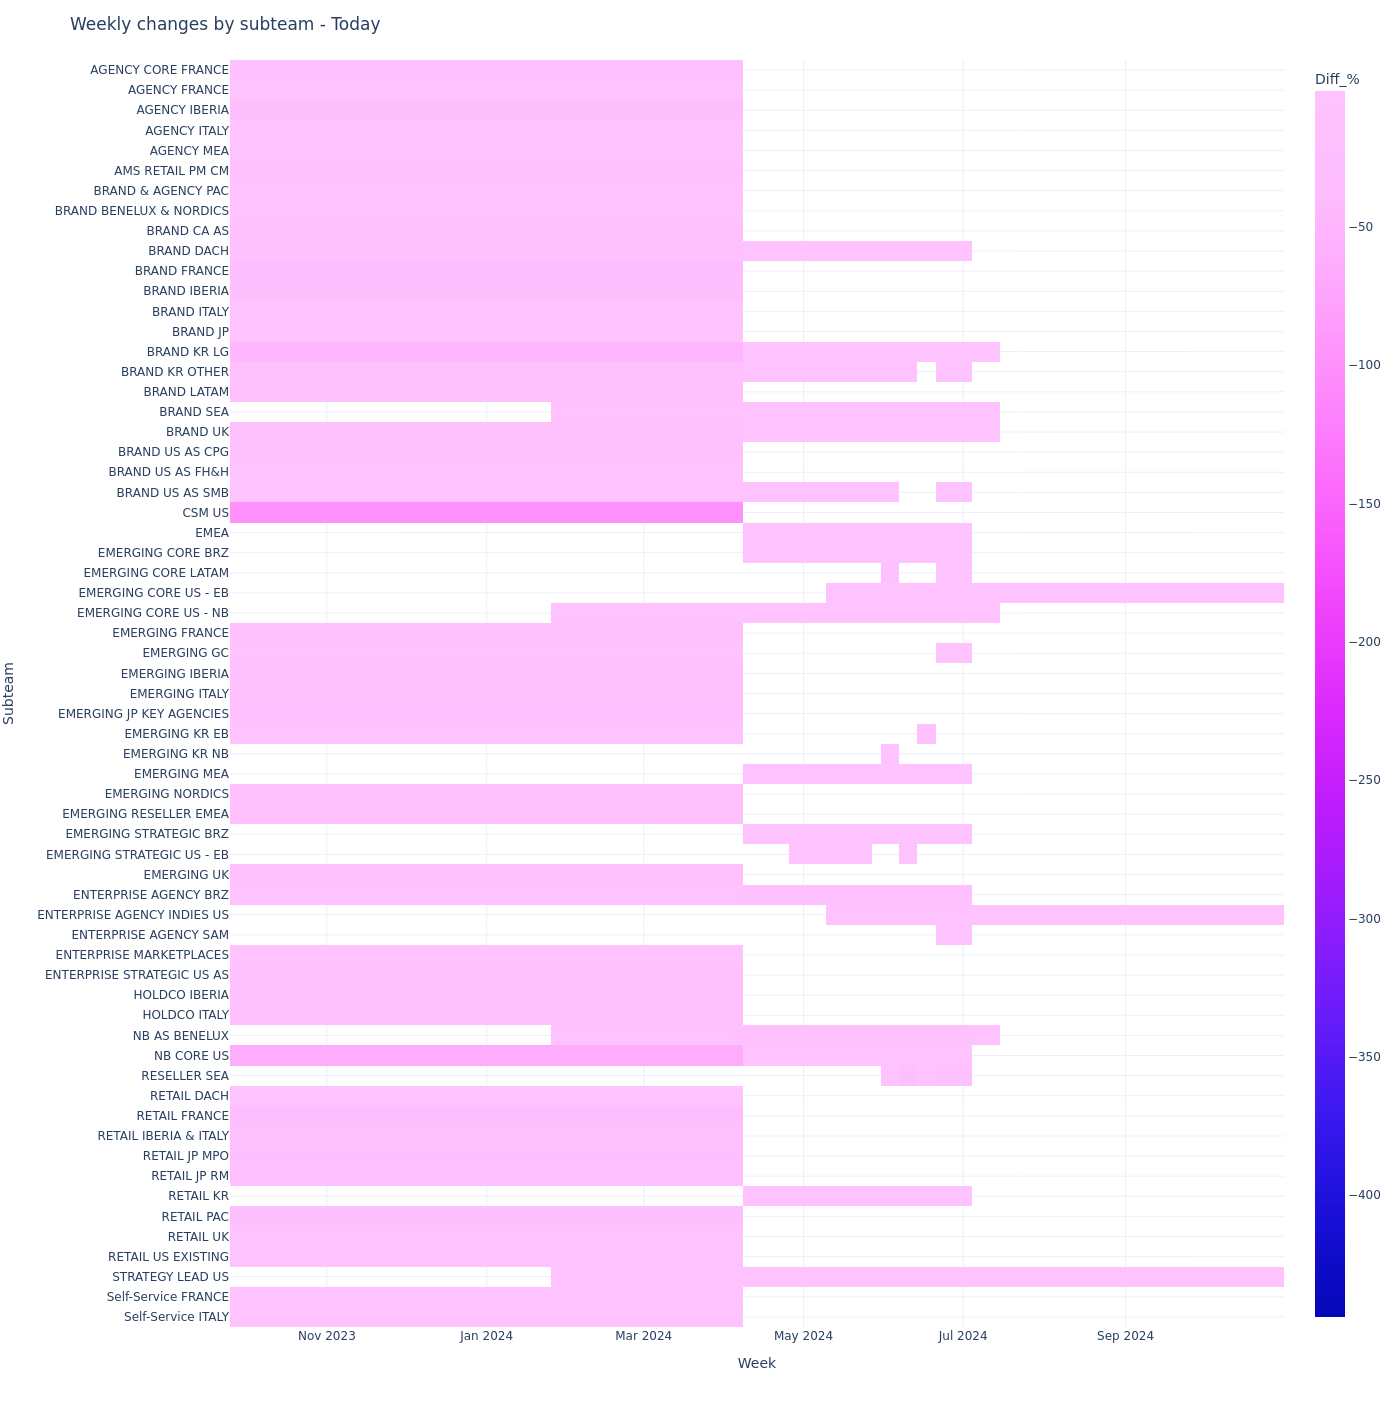 Weekly changes by subteam - Today
Diff_%
AGENCY CORE FRANCE
AGENCY FRANCE
AGENCY IBERIA
AGENCY ITALY
AGENCY MEA
AMS RETAIL PM CM
BRAND & AGENCY PAC
BRAND BENELUX & NORDICS
BRAND CA AS
BRAND DACH
BRAND FRANCE
BRAND IBERIA
BRAND ITALY
BRAND JP
BRAND KR LG
BRAND KR OTHER
BRAND LATAM
BRAND SEA
BRAND UK
BRAND US AS CPG
BRAND US AS FH&H
BRAND US AS SMB
CSM US
EMEA
EMERGING CORE BRZ
EMERGING CORE LATAM
EMERGING CORE US - EB
EMERGING CORE US - NB
EMERGING FRANCE
EMERGING GC
EMERGING IBERIA
EMERGING ITALY
EMERGING JP KEY AGENCIES
EMERGING KR EB
EMERGING KR NB
EMERGING MEA
EMERGING NORDICS
EMERGING RESELLER EMEA
EMERGING STRATEGIC BRZ
EMERGING STRATEGIC US - EB
EMERGING UK
ENTERPRISE AGENCY BRZ
ENTERPRISE AGENCY INDIES US
ENTERPRISE AGENCY SAM
ENTERPRISE MARKETPLACES
ENTERPRISE STRATEGIC US AS
HOLDCO IBERIA
HOLDCO ITALY
NB AS BENELUX
NB CORE US
RESELLER SEA
RETAIL DACH
RETAIL FRANCE
RETAIL IBERIA & ITALY
RETAIL JP MPO
RETAIL JP RM
RETAIL KR
RETAIL PAC
RETAIL UK
RETAIL US EXISTING
STRATEGY LEAD US
Self-Service FRANCE
Self-Service ITALY
Subteam
Nov 2023
Jan 2024
Mar 2024
May 2024
Jul 2024
Sep 2024
Week
−50
−100
−150
−200
−250
−300
−350
−400